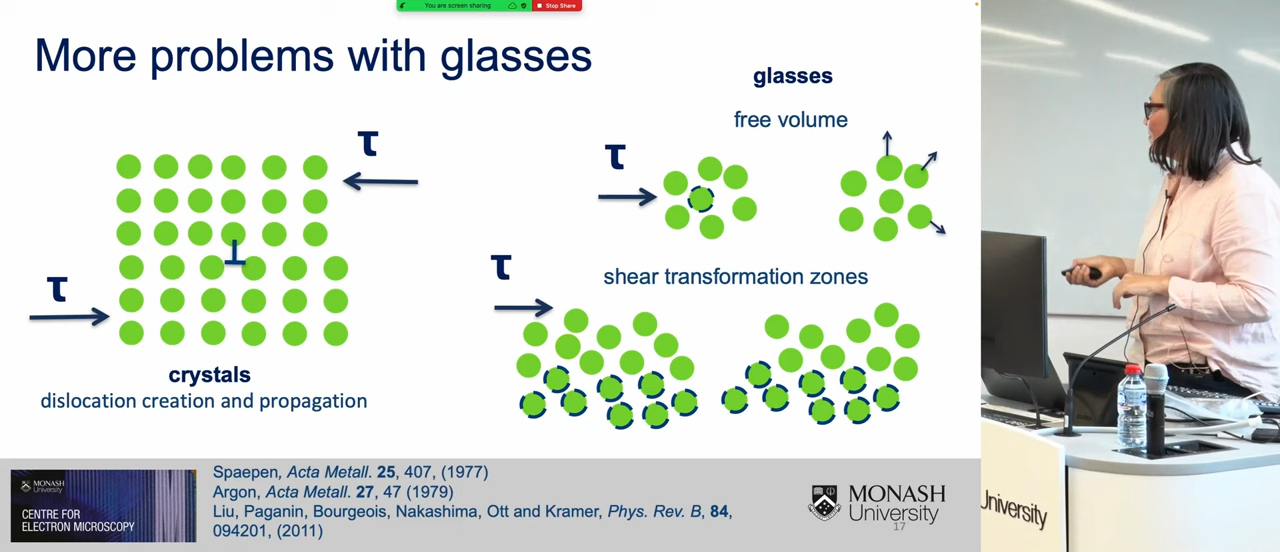 You are screen sharing
Stop Share
More problems with glasses
glasses
free volume
τ
τ
τ
shear transformation zones
τ
crystals
dislocation creation and propagation
MONASH
University
CENTRE FOR
ELECTRON MICROSCOPY
Spaepen, Acta Metall. 25, 407, (1977)
Argon, Acta Metall. 27, 47 (1979)
Liu, Paganin, Bourgeois, Nakashima, Ott and Kramer, Phys. Rev. B, 84,
094201, (2011)
MONASH
University
17
University